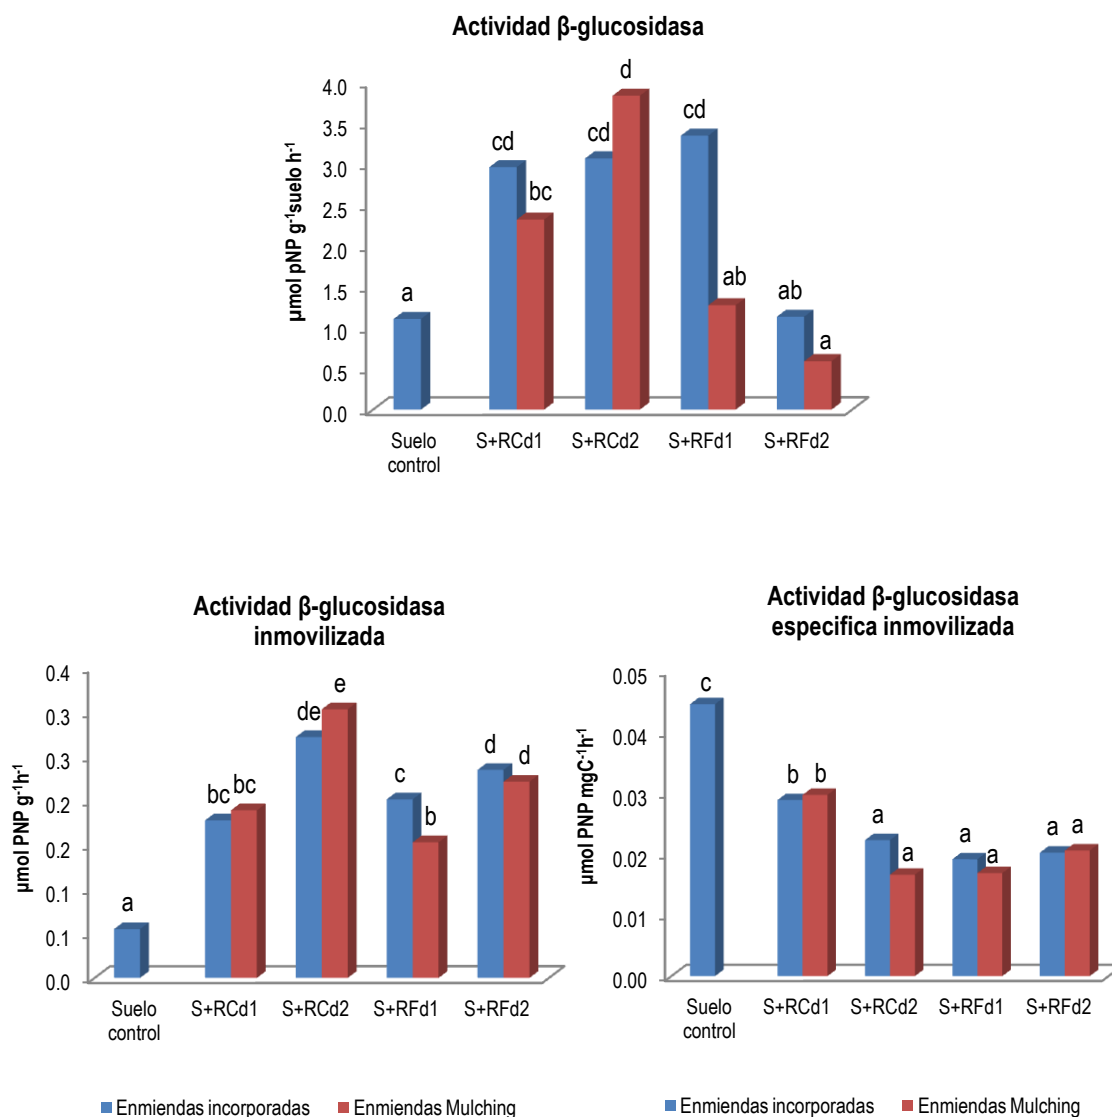 Actividad β-glucosidasa
µmol pNP g⁻¹suelo h⁻¹
4.0
3.5
3.0
2.5
2.0
1.5
1.0
0.5
0.0
a
cd
bc
cd
d
cd
ab
ab
a
Suelo
control
S+RCd1
S+RCd2
S+RFd1
S+RFd2
Actividad β-glucosidasa
inmovilizada
µmol PNP g⁻¹h⁻¹
0.4
0.3
0.3
0.2
0.2
0.1
0.1
0.0
a
bc
bc
de
e
c
b
d
d
Suelo
control
S+RCd1
S+RCd2
S+RFd1
S+RFd2
Enmiendas incorporadas
Enmiendas Mulching
Actividad β-glucosidasa
especifica inmovilizada
µmol PNP mgC⁻¹h⁻¹
0.05
0.04
0.03
0.02
0.01
0.00
c
b
b
a
a
a
a
a
a
Suelo
control
S+RCd1
S+RCd2
S+RFd1
S+RFd2
Enmiendas incorporadas
Enmiendas Mulching